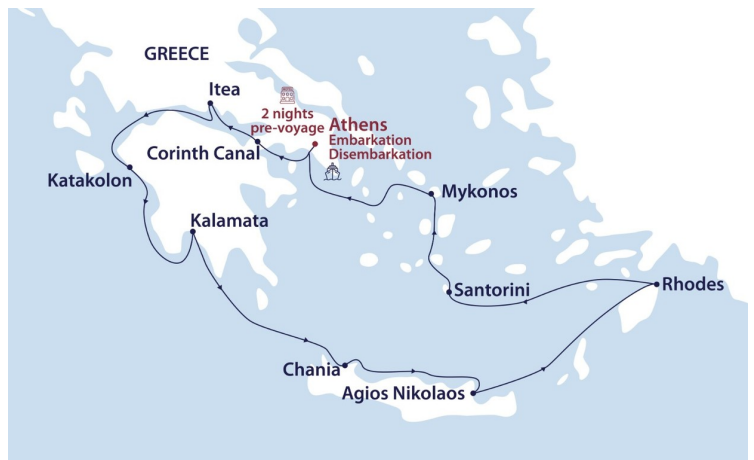 GREECE
Itea
2 nights
pre-voyage
Athens
Embarkation
Disembarkation
Corinth Canal
Katakolon
Mykonos
Kalamata
Santorini
Rhodes
Chania
Agios Nikolaos